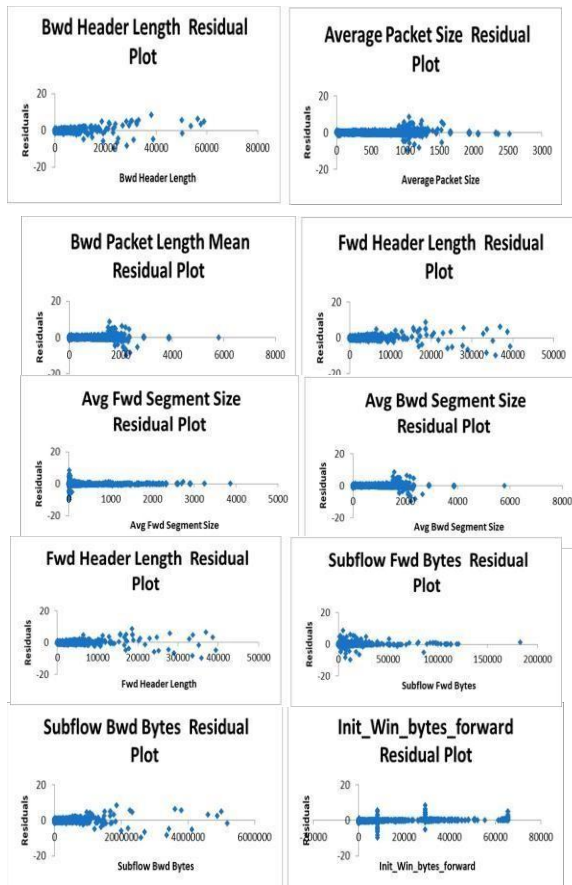 Bwd Header Length Residual
Plot
20
0
-20
Residuals
0 20000 40000 60000 80000
Bwd Header Length
Average Packet Size Residual
Plot
20
0
-20
Residuals
0 500 1000 1500 2000 2500 3000
Average Packet Size
Bwd Packet Length Mean
Residual Plot
20
0
-20
Residuals
0 2000 4000 6000 8000
Fwd Header Length Residual
Plot
20
0
-20
Residuals
0 10000 20000 30000 40000 50000
Avg Fwd Segment Size
Residual Plot
20
0
-20
Residuals
0 1000 2000 3000 4000 5000
Avg Fwd Segment Size
Avg Bwd Segment Size
Residual Plot
20
0
-20
Residuals
0 2000 4000 6000 8000
Avg Bwd Segment Size
Fwd Header Length Residual
Plot
20
0
-20
Residuals
0 10000 20000 30000 40000 50000
Fwd Header Length
Subflow Fwd Bytes Residual
Plot
20
0
-20
Residuals
0 50000 100000 150000 200000
Subflow Fwd Bytes
Subflow Bwd Bytes Residual
Plot
20
0
-20
Residuals
0 2000000 4000000 6000000
Subflow Bwd Bytes
Init_Win_bytes_forward
Residual Plot
20
0
-20
Residuals
-20000 0 20000 40000 60000 80000
Init_Win_bytes_forward